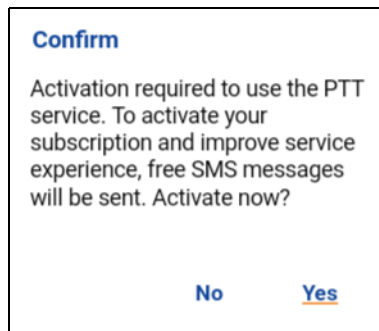 Confirm
Activation required to use the PTT
service. To activate your
subscription and improve service
experience, free SMS messages
will be sent. Activate now?
No Yes